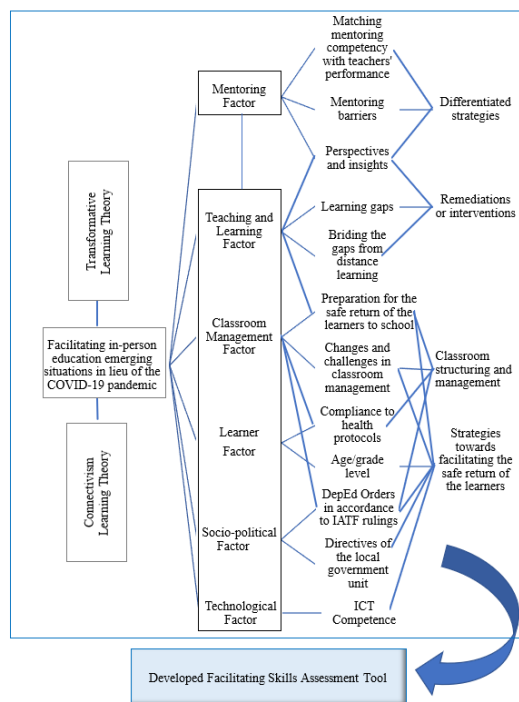 Matching
mentoring
competency
with teachers'
performance
Mentoring
Factor
Mentoring
barriers
Differentiated
strategies
Perspectives
and insights
Transformative
Learning Theory
Teaching and
Learning Factor
Learning gaps
Remediations
or interventions
Briding the
gaps from
distance
learning
Preparation for the
safe return of the
learners to school
Facilitating in-person
education emerging
situations in lieu of the
COVID-19 pandemic
Classroom
Management
Factor
Changes and
challenges in
classroom
management
Classroom
structuring and
management
Compliance to
health protocols
Learner
Factor
Age/grade
level
Strategies
towards
facilitating the
safe return of
the learners
Connectivism
Learning Theory
DepEd Orders
in accordance
to IATF rulings
Socio-political
Factor
Directives of
the local
government
unit
Technological
Factor
ICT
Competence
Developed Facilitating Skills Assessment Tool